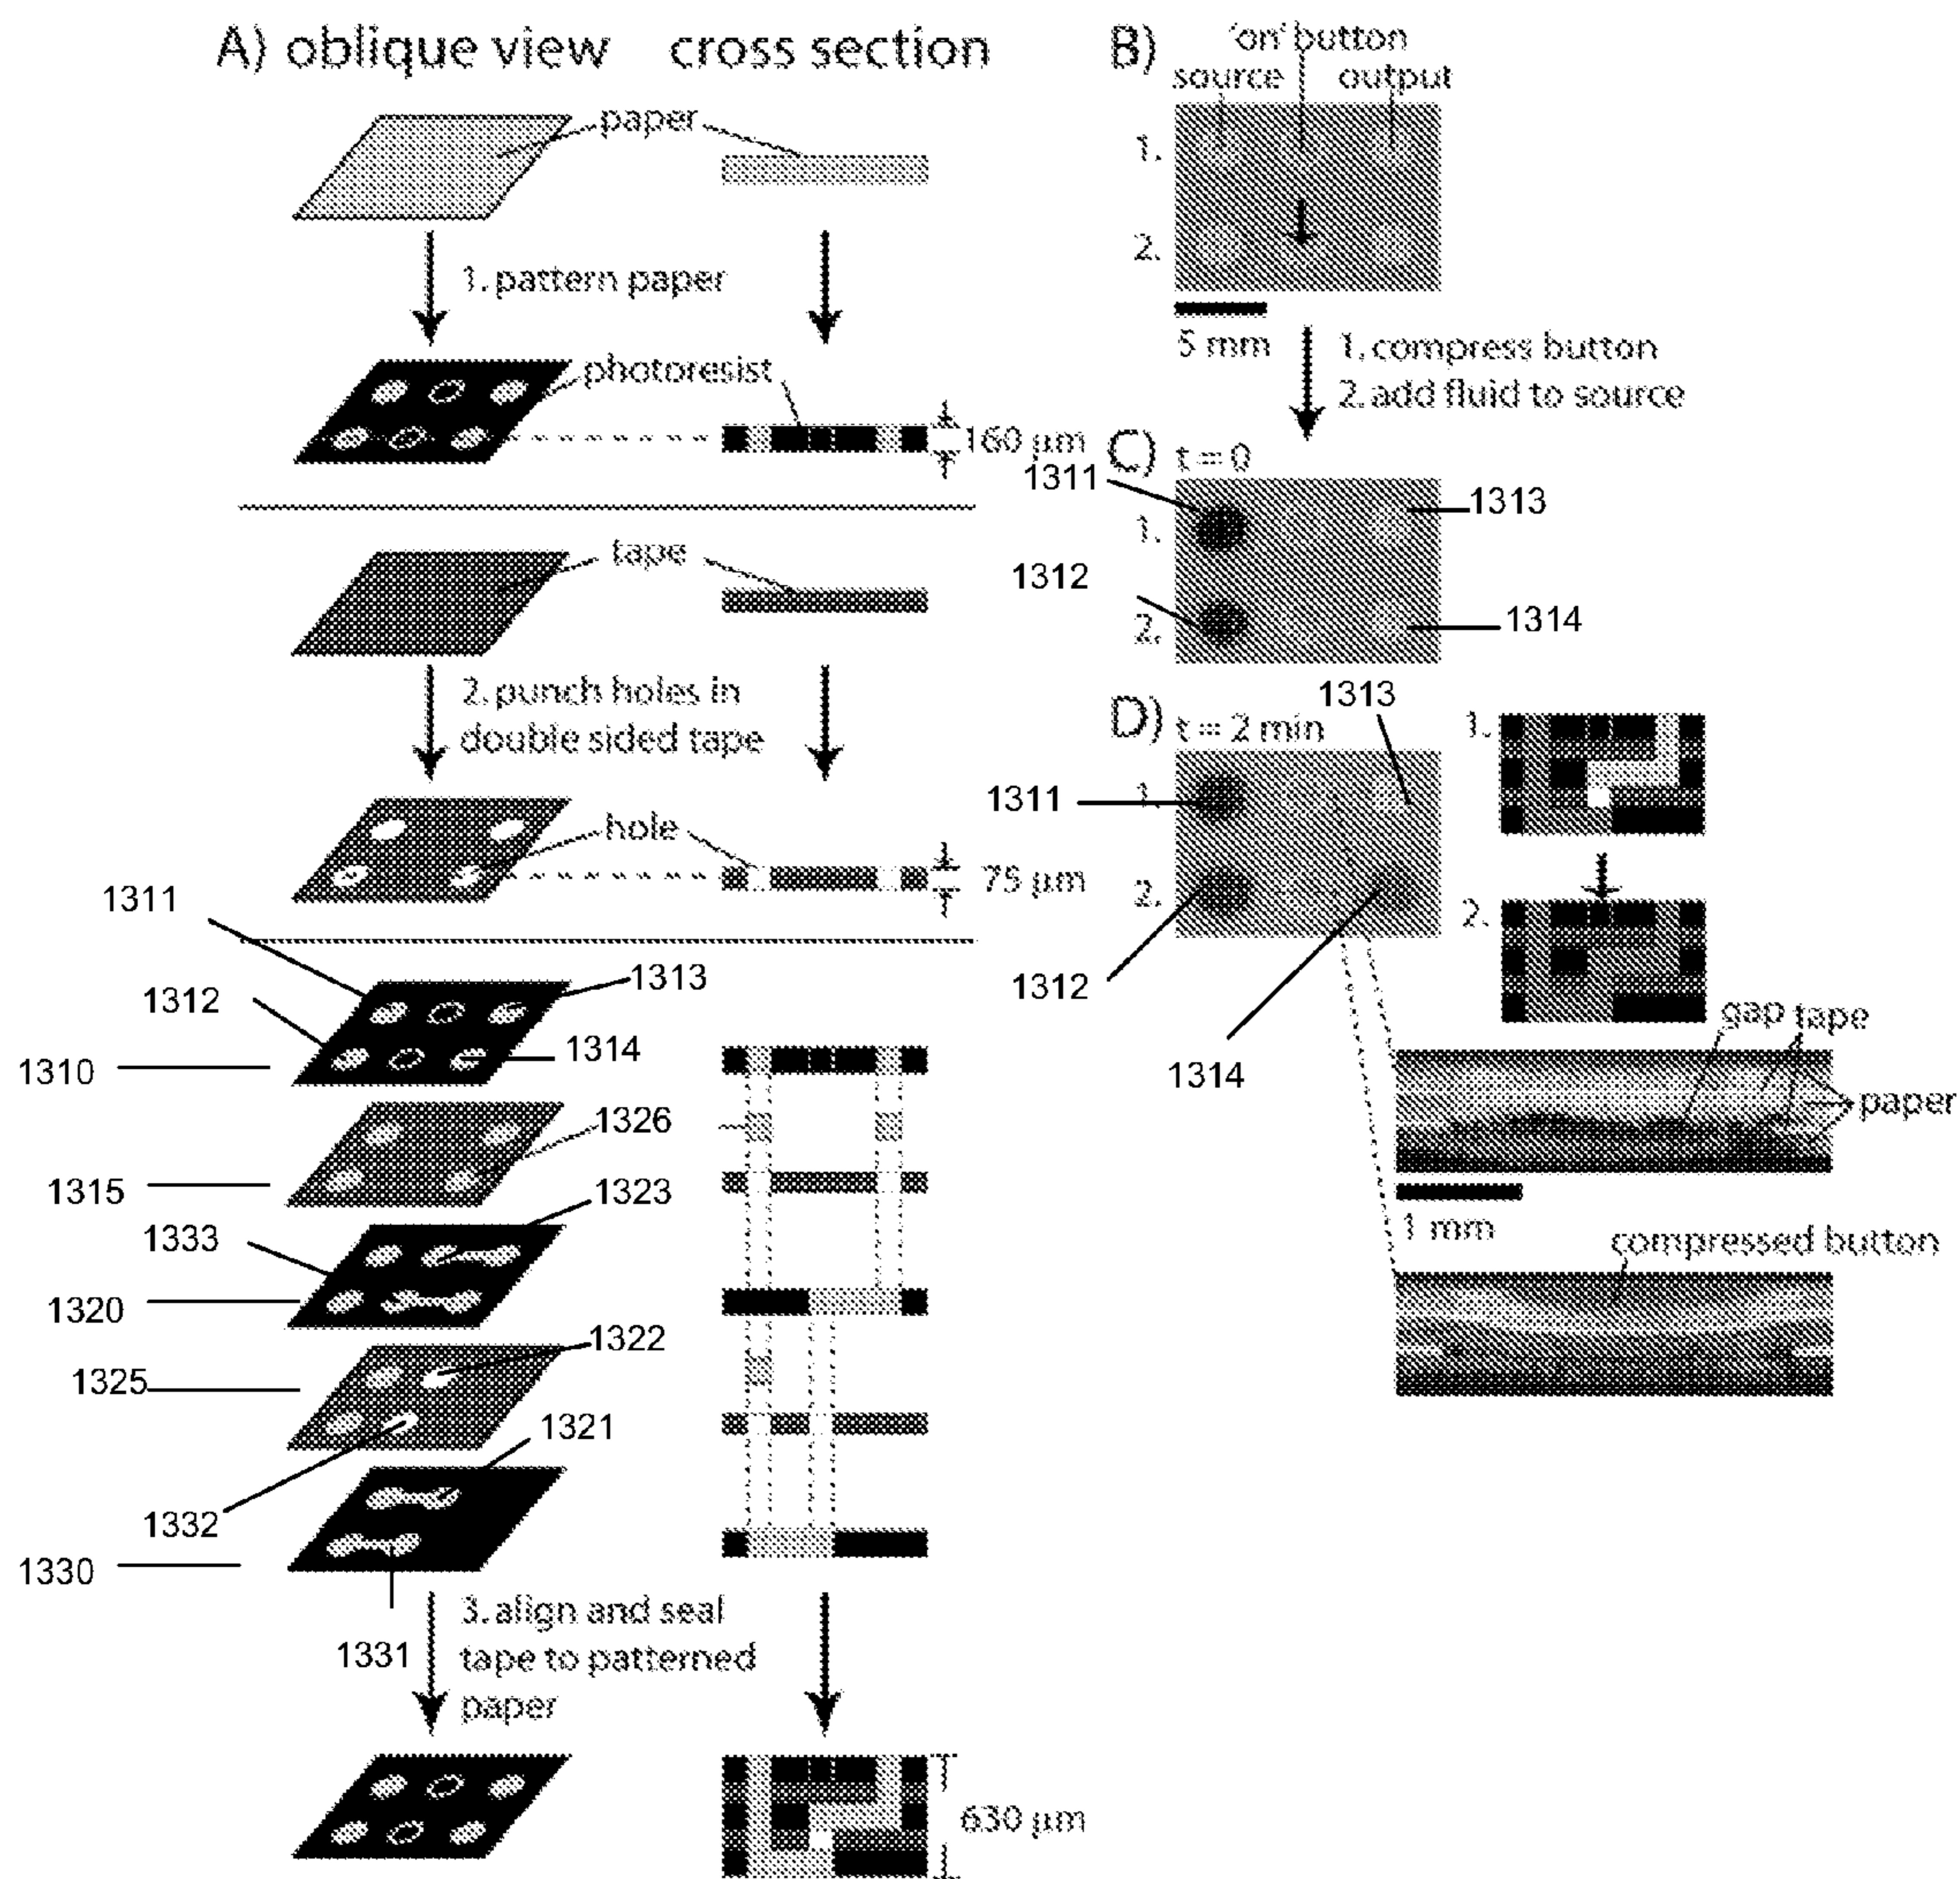 A) oblique view cross section
paper
1. pattern paper
photoresist
160 μm
tape
2. punch holes in
double sided tape
hole
75 μm
1311
1312
1313
1314
1310
1326
1315
1323
1333
1320
1322
1325
1321
1332
1330
1331
3. align and seal
tape to patterned
paper
630 μm
B)
'on' button
source output
1.
2.
5 mm
1. compress button
2. add fluid to source
C) t = 0
1311
1313
1.
1312
2.
1314
D) t = 2 min
1313
1311
1.
2.
1312
1314
1.
2.
gap tape
paper
1 mm
compressed button